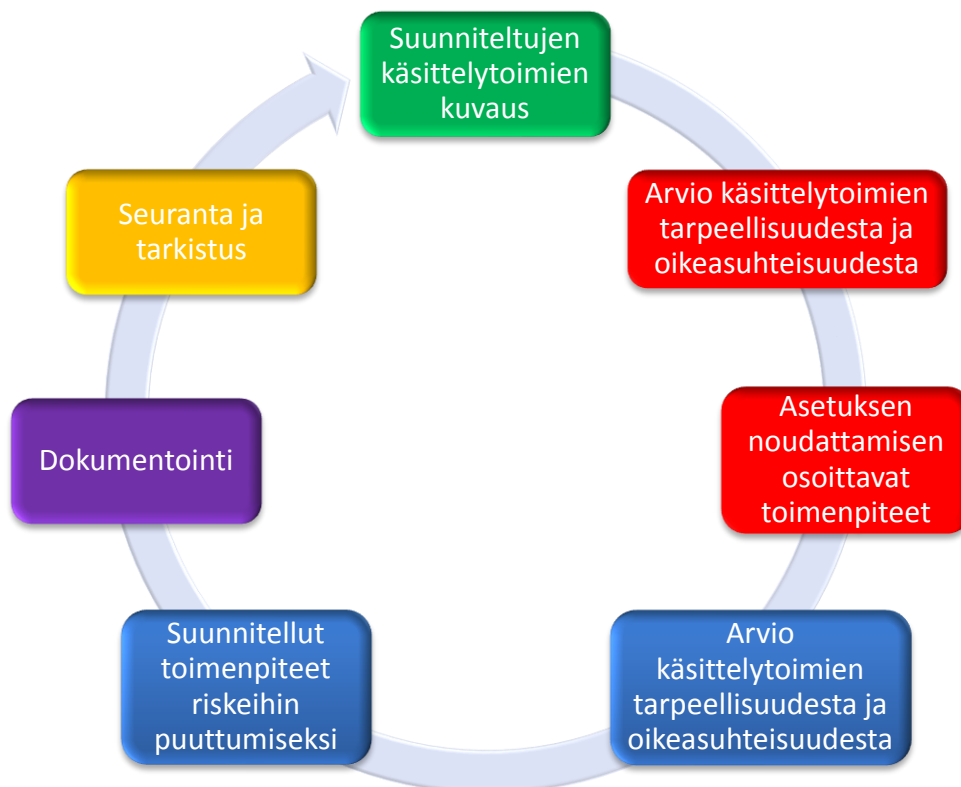 Suunniteltujen
käsittelytoimien
kuvaus
Arvio käsittelytoimien
tarpeellisuudesta ja
oikeasuhteisuudesta
Asetuksen
noudattamisen
osoittavat
toimenpiteet
Arvio
käsittelytoimien
tarpeellisuudesta ja
oikeasuhteisuudesta
Suunnitellut
toimenpiteet
riskeihin
puuttumiseksi
Dokumentointi
Seuranta ja
tarkistus